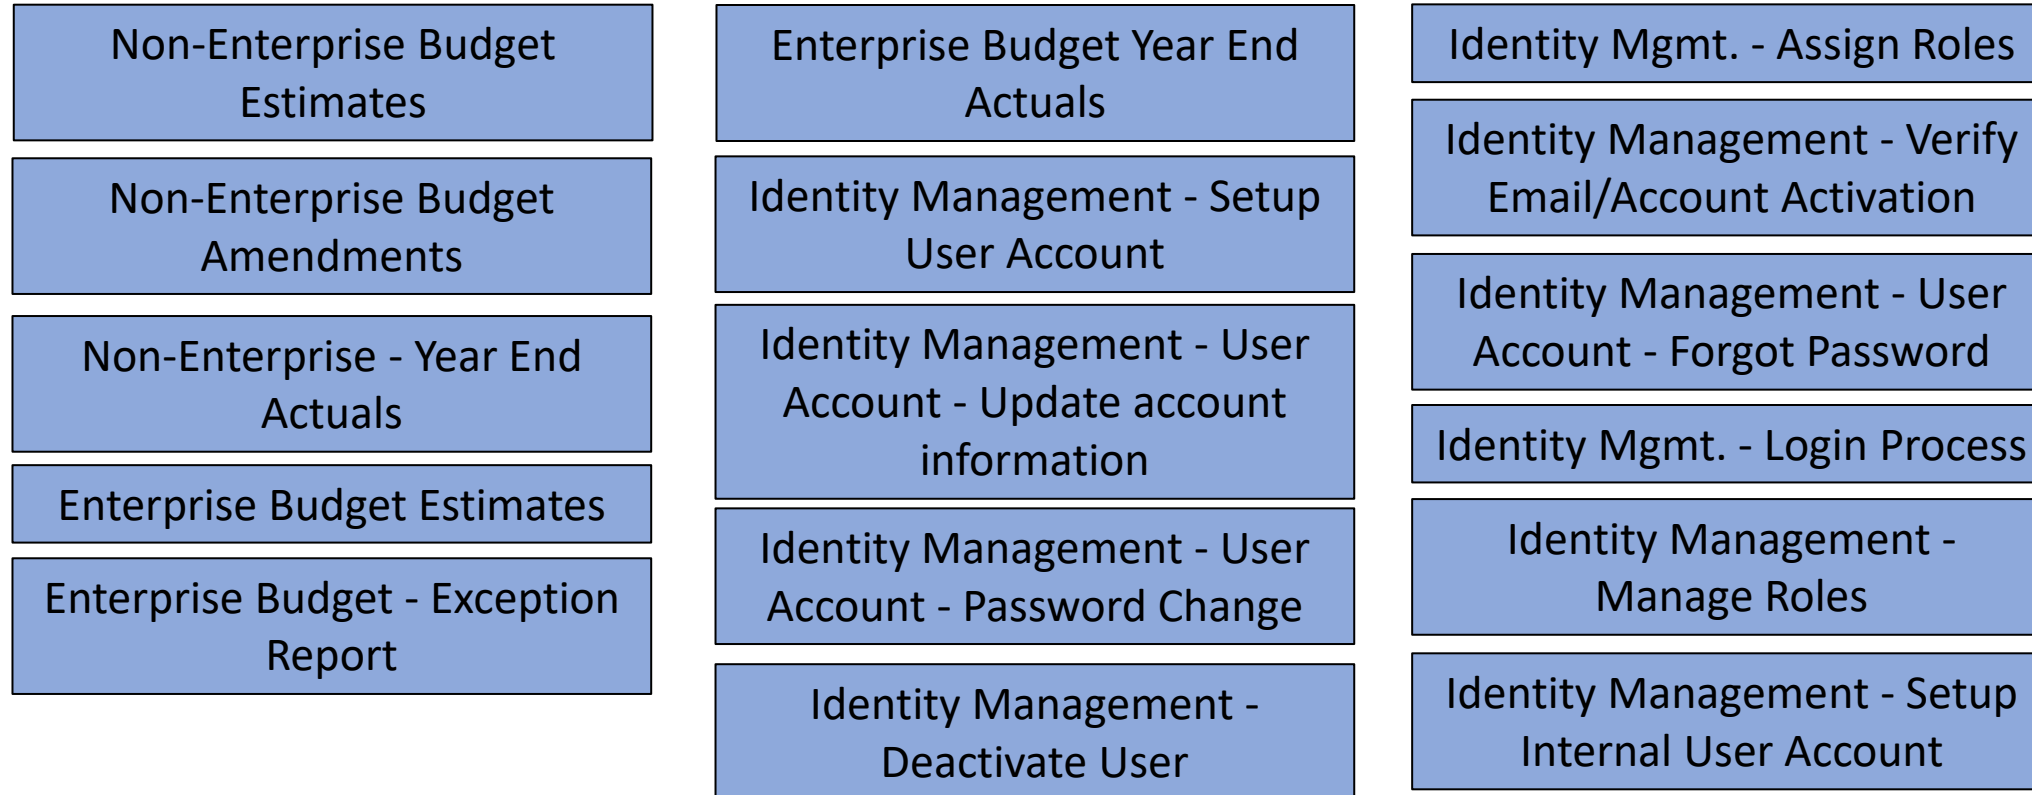 Non-Enterprise Budget
Estimates
Non-Enterprise Budget
Amendments
Non-Enterprise - Year End
Actuals
Enterprise Budget Estimates
Enterprise Budget - Exception
Report
Enterprise Budget Year End
Actuals
Identity Management - Setup
User Account
Identity Management - User
Account - Update account
information
Identity Management - User
Account - Password Change
Identity Management -
Deactivate User
Identity Mgmt. - Assign Roles
Identity Management - Verify
Email/Account Activation
Identity Management - User
Account - Forgot Password
Identity Mgmt. - Login Process
Identity Management -
Manage Roles
Identity Management - Setup
Internal User Account